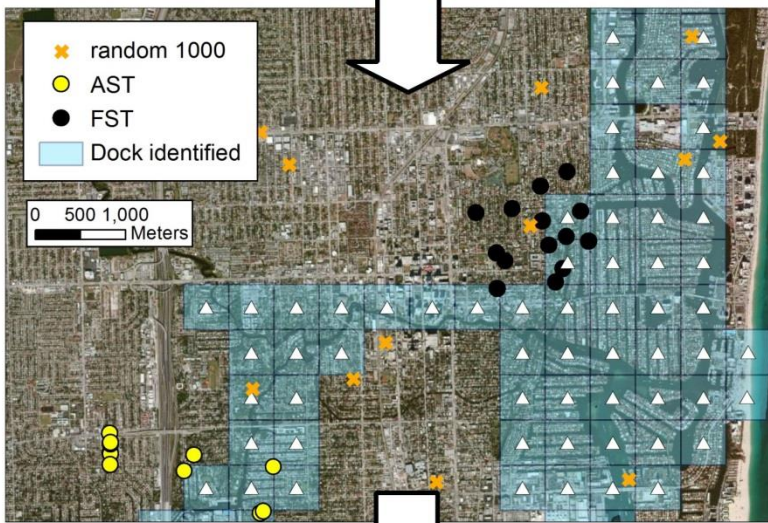 random 1000
AST
FST
Dock identified
0 500 1,000
Meters